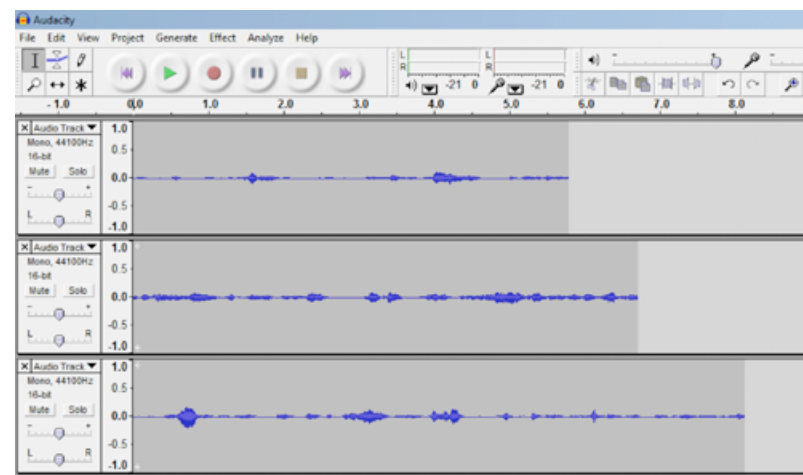 Audacity
File Edit View Project Generate Effect Analyze Help
L
R
-21 0
L
R
-21 0
- 1.0 0,0 1.0 2.0 3.0 4.0 5.0 6.0 7.0 8.0
X Audio Track 1.0
Mono, 44100Hz
16-bit 0.5
Mute Solo
- + 0.0
L R -0.5
-1.0
X Audio Track 1.0
Mono, 44100Hz
16-bit 0.5
Mute Solo
- + 0.0
L R -0.5
-1.0
X Audio Track 1.0
Mono, 44100Hz
16-bit 0.5
Mute Solo
- + 0.0
L R -0.5
-1.0